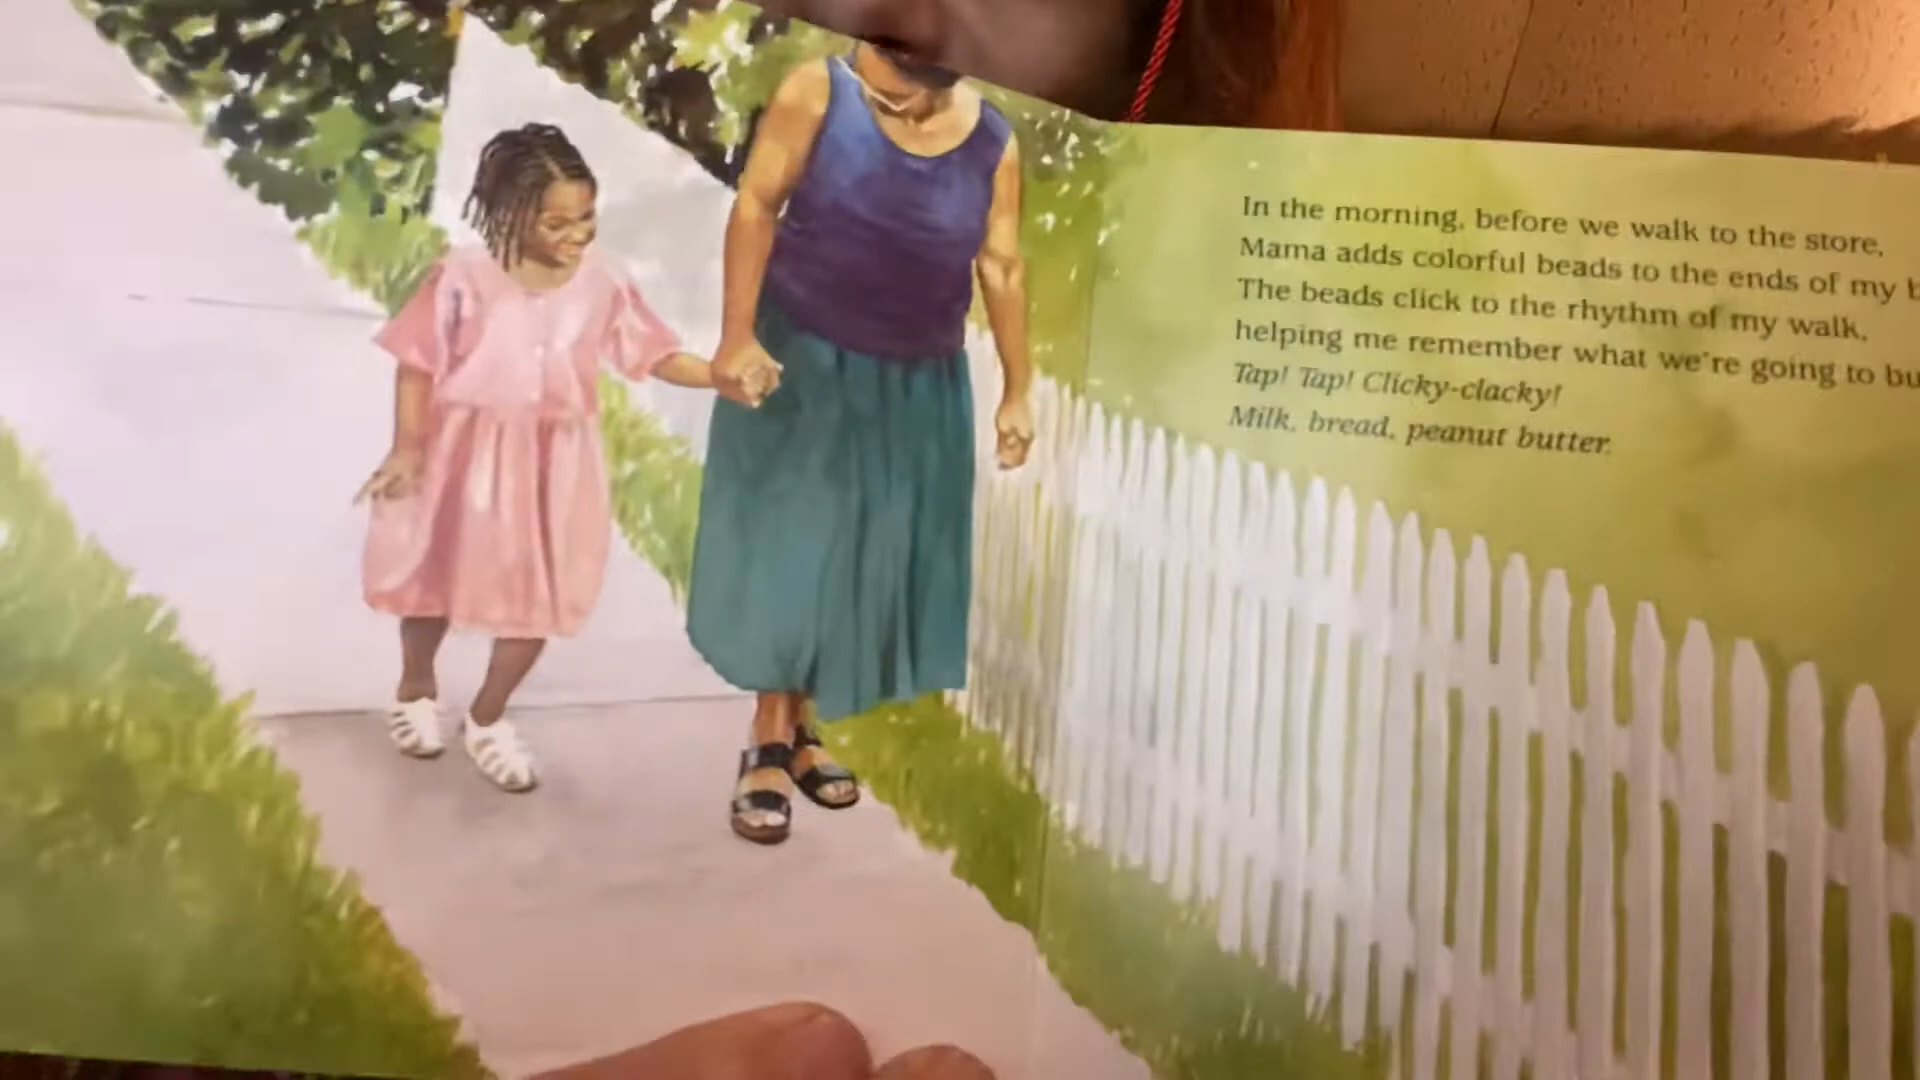 In the morning, before we walk to the store,
Mama adds colorful beads to the ends of my
The beads click to the rhythm of my walk,
helping me remember what we're going to
Tap! Tap! Clicky-clacky!
Milk, bread, peanut butter.